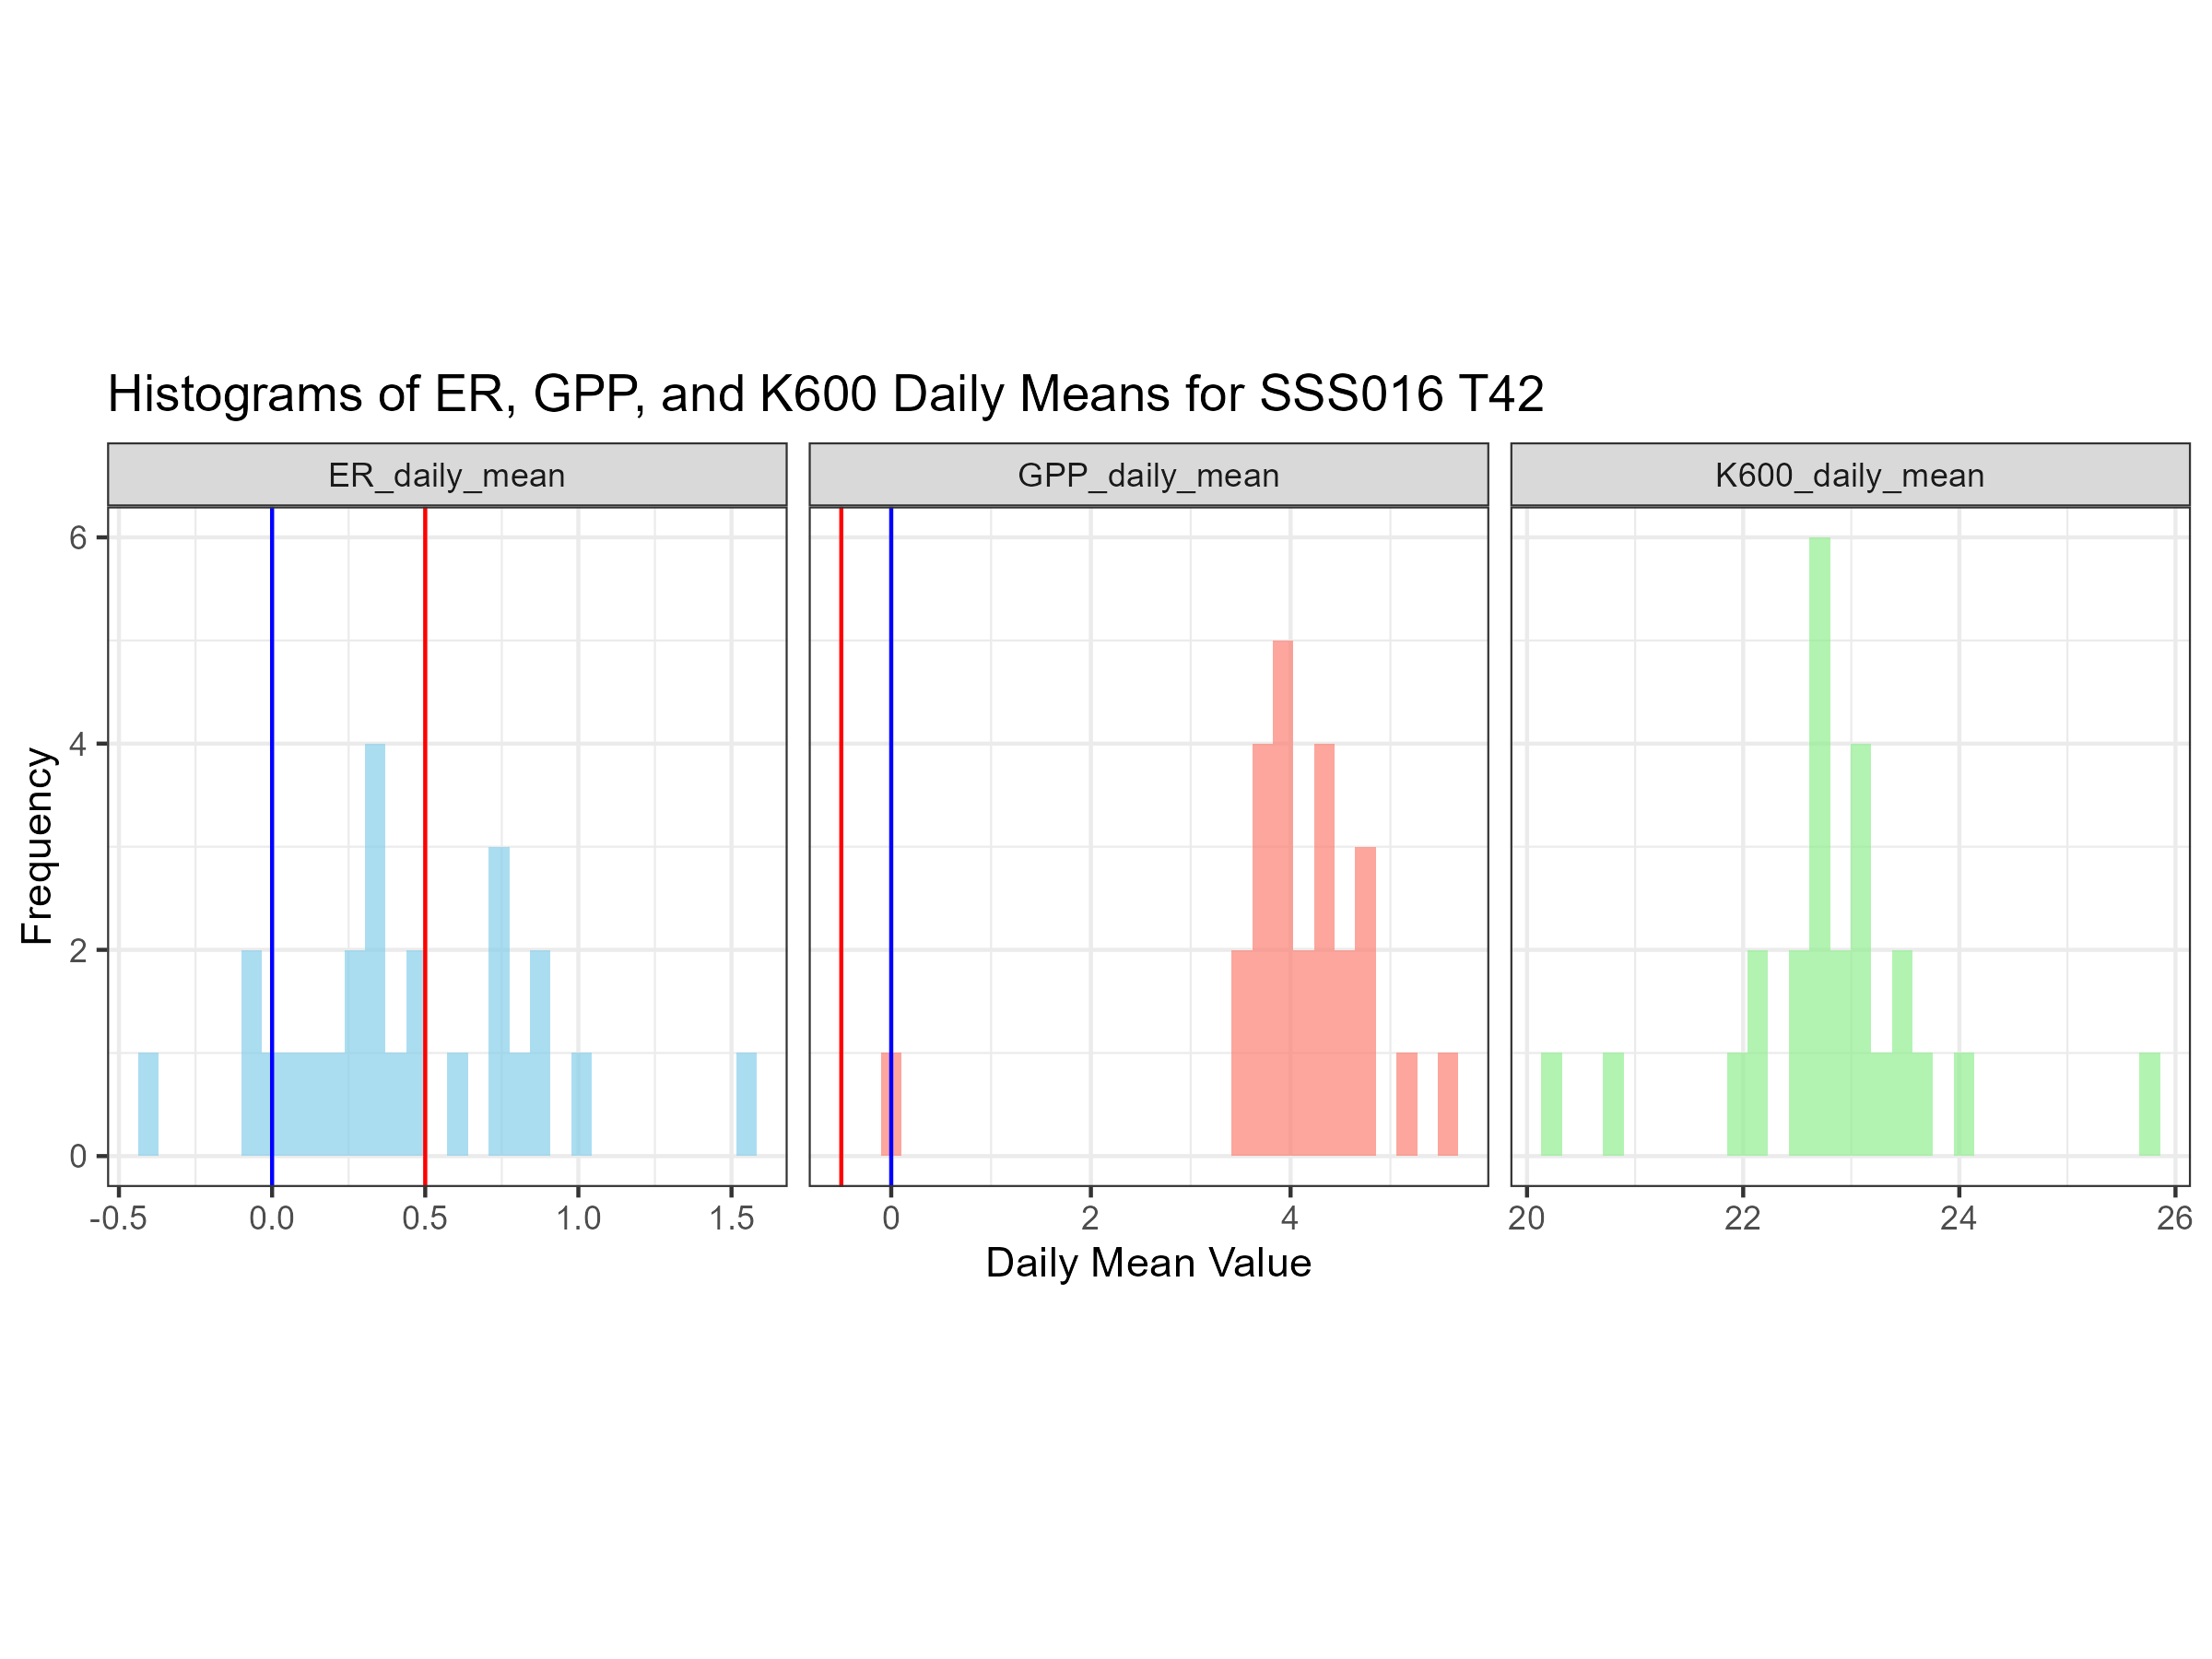 Histograms of ER, GPP, and K600 Daily Means for SSS016 T42
ER_daily_mean GPP_daily_mean K600_daily_mean
Frequency
6
4
2
0
-0.5 0.0 0.5 1.0 1.5 0 2 4 20 22 24 26
Daily Mean Value